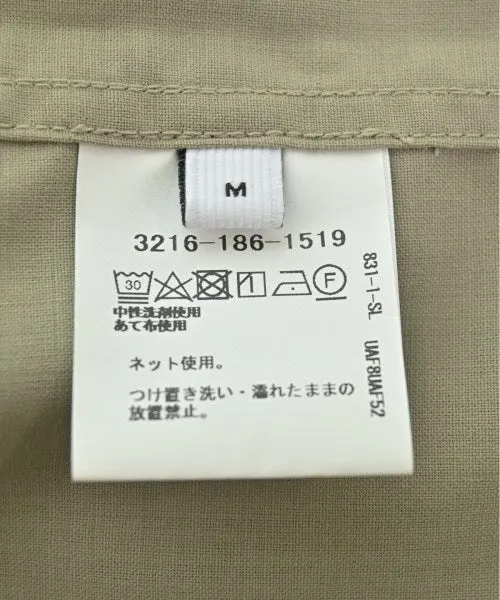 M
3216-186-1519
30
F
中性洗剤使用
あて布使用
ネット使用。
つけ置き洗い・濡れたままの
放置禁止。
831-1-SL UAF8UAF52